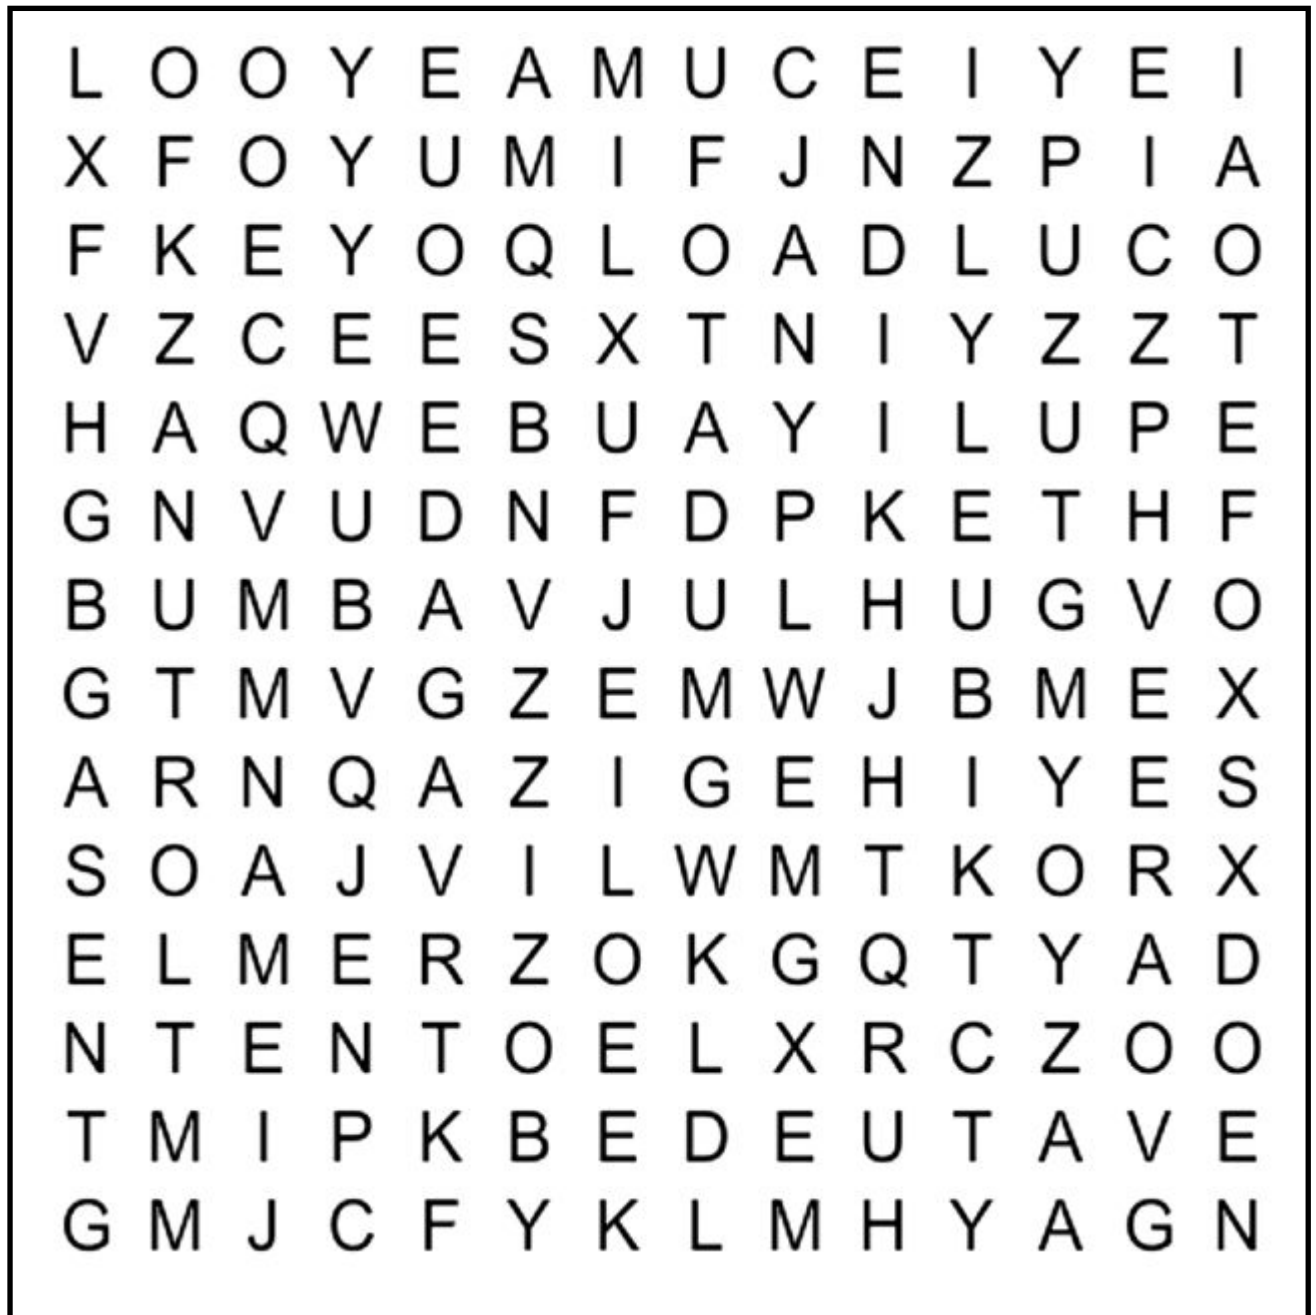 L O O Y E A M U C E I Y E I
X F O Y U M I F J N Z P I A
F K E Y O Q L O A D L U C O
V Z C E E S X T N I Y Z Z T
H A Q W E B U A Y I L U P E
G N V U D N F D P K E T H F
B U M B A V J U L H U G V O
G T M V G Z E M W J B M E X
A R N Q A Z I G E H I Y E S
S O A J V I L W M T K O R X
E L M E R Z O K G Q T Y A D
N T E N T O E L X R C Z O O
T M I P K B E D E U T A V E
G M J C F Y K L M H Y A G N